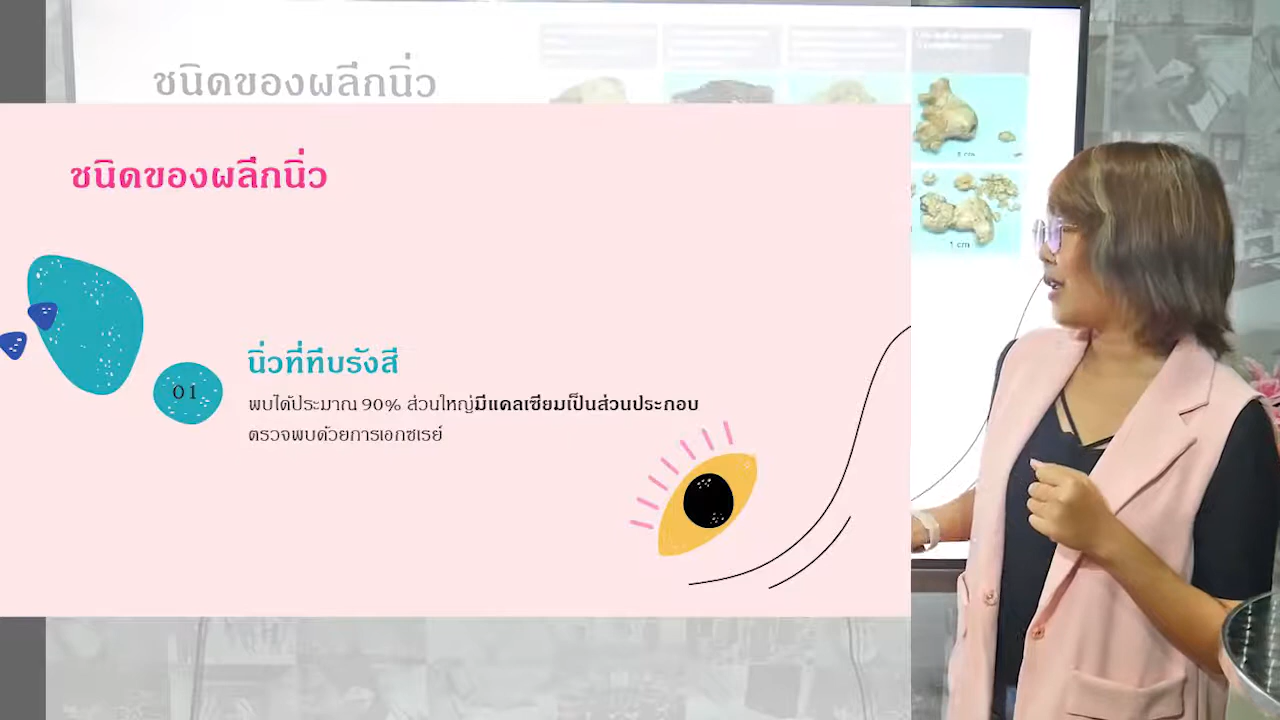 ชนิดของผลึกนิ่ว
ชนิดของผลึกนิ่ว
01
นิ่วที่ทึบรังสี
พบได้ประมาณ 90% ส่วนใหญ่มีแคลเซียมเป็นส่วนประกอบ
ตรวจพบด้วยการเอกซเรย์
1 cm